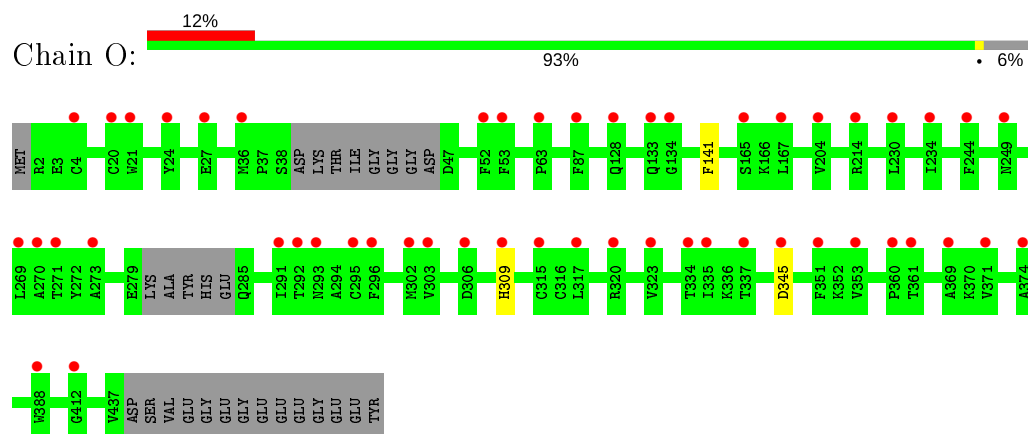 12%
Chain O:
93%
•
6%
MET R2 E3 C4 C20 W21 Y24 E27 M36 P37 S38 ASP LYS THR ILE GLY GLY GLY ASP D47 F52 F53 P63 F87 Q128 Q133 G134 F141 S165 K166 L167 V204 R214 L230 I234 F244 N249
L269 A270 T271 Y272 A273 E279 LYS ALA TYR HIS GLU Q285 I291 T292 N293 A294 C295 F296 M302 V303 D306 H309 C315 C316 L317 R320 V323 T334 I335 K336 T337 D345 F351 K352 V353 P360 T361 A369 K370 V371 A374
W388 G412 V437 ASP SER VAL GLU GLY GLU GLY GLU GLU GLU GLY GLU GLU TYR